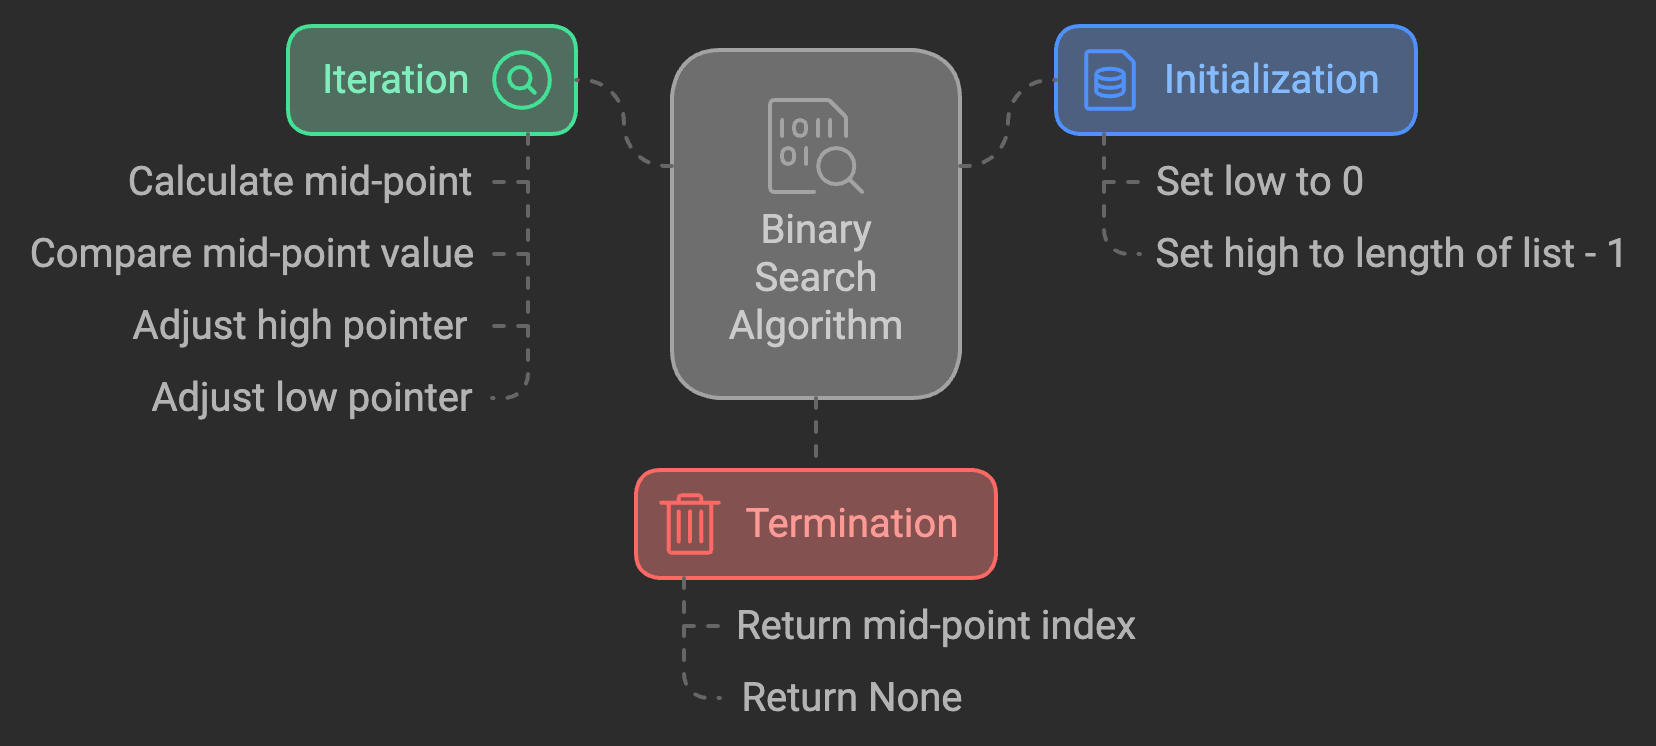 Iteration
Calculate mid-point
Compare mid-point value
Adjust high pointer
Adjust low pointer
1011
01
Binary
Search
Algorithm
Initialization
Set low to 0
Set high to length of list - 1
Termination
Return mid-point index
Return None